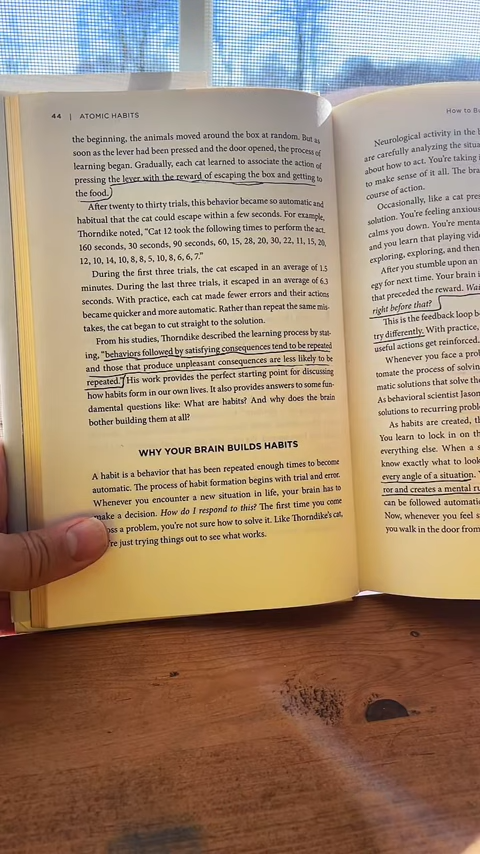 44 | ATOMIC HABITS
the beginning, the animals moved around the box at random. But as
soon as the lever had been pressed and the door opened, the process of
learning began. Gradually, each cat learned to associate the action of
pressing the lever with the reward of escaping the box and getting to
the food.
After twenty to thirty trials, this behavior became so automatic and
habitual that the cat could escape within a few seconds. For example,
Thorndike noted, “Cat 12 took the following times to perform the act.
160 seconds, 30 seconds, 90 seconds, 60, 15, 28, 20, 30, 22, 11, 15, 20,
12, 10, 14, 10, 8, 8, 5, 10, 8, 6, 6, 7.”
During the first three trials, the cat escaped in an average of 1.5
minutes. During the last three trials, it escaped in an average of 6.3
seconds. With practice, each cat made fewer errors and their actions
became quicker and more automatic. Rather than repeat the same mis-
takes, the cat began to cut straight to the solution.
From his studies, Thorndike described the learning process by stat-
ing, “behaviors followed by satisfying consequences tend to be repeated
and those that produce unpleasant consequences are less likely to be
repeated.” His work provides the perfect starting point for discussing
how habits form in our own lives. It also provides answers to some fun-
damental questions like: What are habits? And why does the brain
bother building them at all?
WHY YOUR BRAIN BUILDS HABITS
A habit is a behavior that has been repeated enough times to become
automatic. The process of habit formation begins with trial and error.
Whenever you encounter a new situation in life, your brain has to
make a decision. How do I respond to this? The first time you come
oss a problem, you're not sure how to solve it. Like Thorndike's cat,
're just trying things out to see what works.
How to Bu
Neurological activity in the b
are carefully analyzing the situa
about how to act. You're taking i
to make sense of it all. The bra
course of action.
Occasionally, like a cat pres
solution. You're feeling anxious
calms you down. You're menta
and you learn that playing vide
exploring, exploring, and then
After you stumble upon an
egy for next time. Your brain i
that preceded the reward. Wai
right before that?
This is the feedback loop b
try differently. With practice,
useful actions get reinforced.
Whenever you face a prol
tomate the process of solvin
matic solutions that solve the
As behavioral scientist Jason
solutions to recurring proble
As habits are created, th
You learn to lock in on th
everything else. When a s
know exactly what to look
every angle of a situation.
ror and creates a mental ru
can be followed automatic
Now, whenever you feel s
you walk in the door from